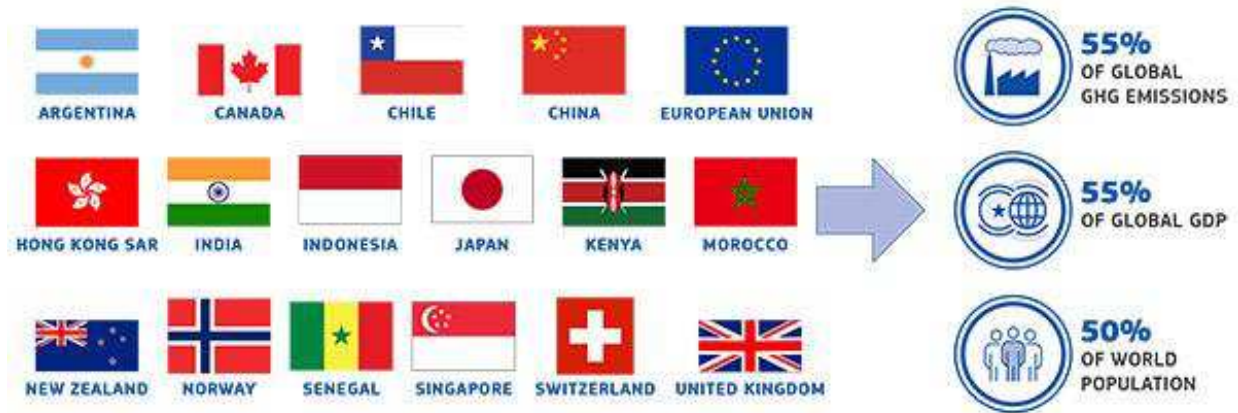 ARGENTINA
CANADA
CHILE
CHINA
EUROPEAN UNION
HONG KONG SAR
INDIA
INDONESIA
JAPAN
KENYA
MOROCCO
NEW ZEALAND
NORWAY
SENEGAL
SINGAPORE
SWITZERLAND
UNITED KINGDOM
55%
OF GLOBAL
GHG EMISSIONS
55%
OF GLOBAL GDP
50%
OF WORLD
POPULATION